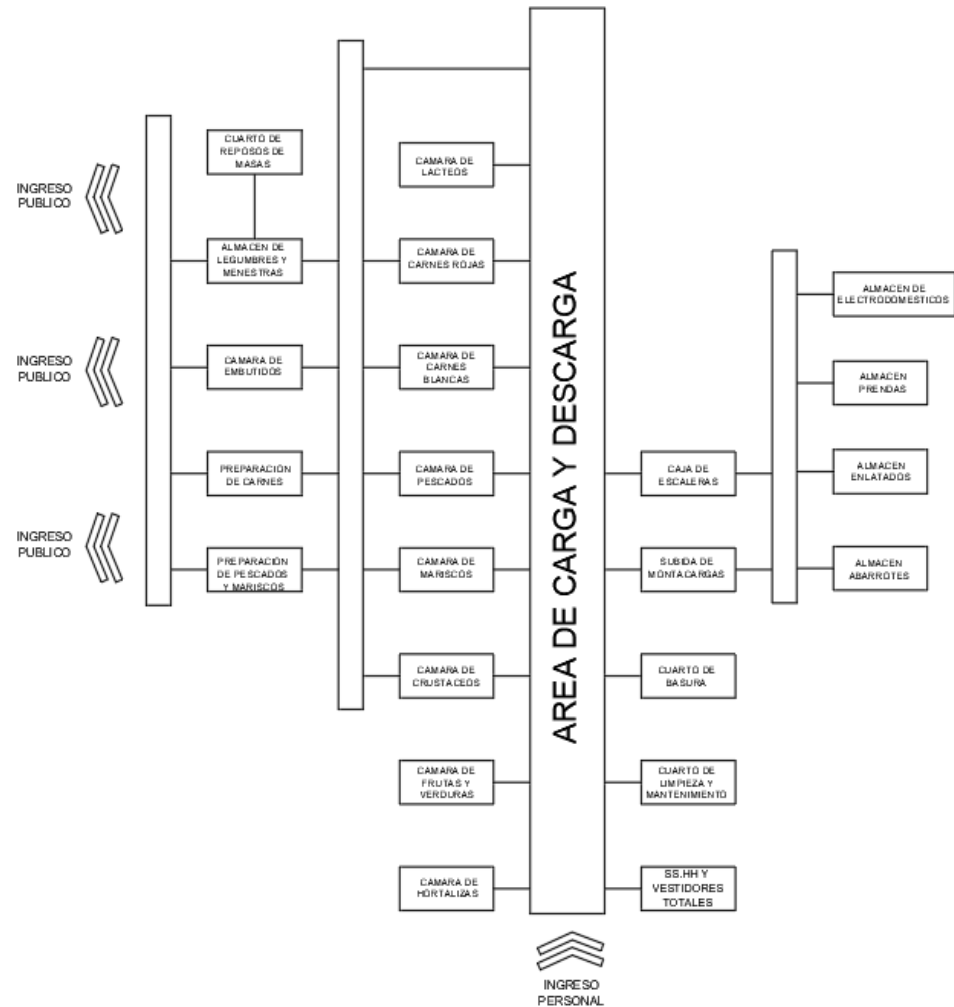 CUARTO DE
REPOSOS DE
MASAS
INGRESO
PUBLICO
CAMARA DE
LACTEOS
ALMACEN DE
LEGUMBRES Y
MENESTRAS
CAMARA DE
CARNES ROJAS
ALMACEN DE
ELECTRODOMESTICOS
INGRESO
PUBLICO
CAMARA DE
EMBUTIDOS
CAMARA DE
CARNES
BLANCAS
ALMACEN
PRENDAS
AREA DE CARGA Y DESCARGA
PREPARACIÓN
DE CARNES
CAMARA DE
PESCADOS
CAJA DE
ESCALERAS
ALMACEN
ENLATADOS
INGRESO
PUBLICO
PREPARACIÓN
DE PESCADOS
Y MARISCOS
CAMARA DE
MARISCOS
SUBIDA DE
MONTACARGAS
ALMACEN
ABARROTES
CAMARA DE
CRUSTACEOS
CUARTO DE
BASURA
CAMARA DE
FRUTAS Y
VERDURAS
CUARTO DE
LIMPIEZA Y
MANTENIMIENTO
CAMARA DE
HORTALIZAS
SS.HH Y
VESTIDORES
TOTALES
INGRESO
PERSONAL